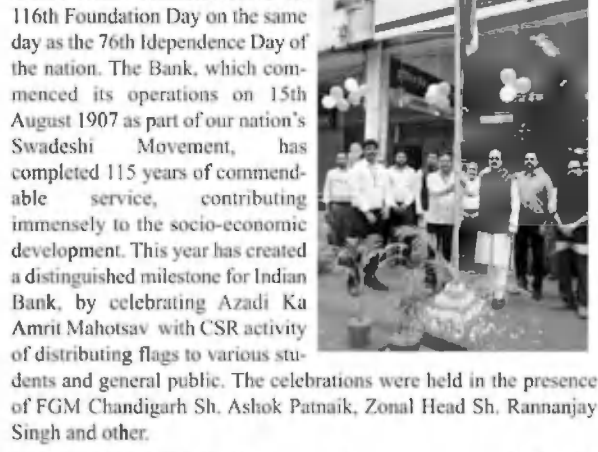 116th Foundation Day on the same
day as the 76th Idependence Day of
the nation. The Bank, which com-
menced its operations on 15th
August 1907 as part of our nation's
Swadeshi Movement, has
completed 115 years of commend-
able service, contributing
immensely to the socio-economic
development. This year has created
a distinguished milestone for Indian
Bank, by celebrating Azadi Ka
Amrit Mahotsav with CSR activity
of distributing flags to various stu-
dents and general public. The celebrations were held in the presence
of FGM Chandigarh Sh. Ashok Patnaik, Zonal Head Sh. Rannanjay
Singh and other.